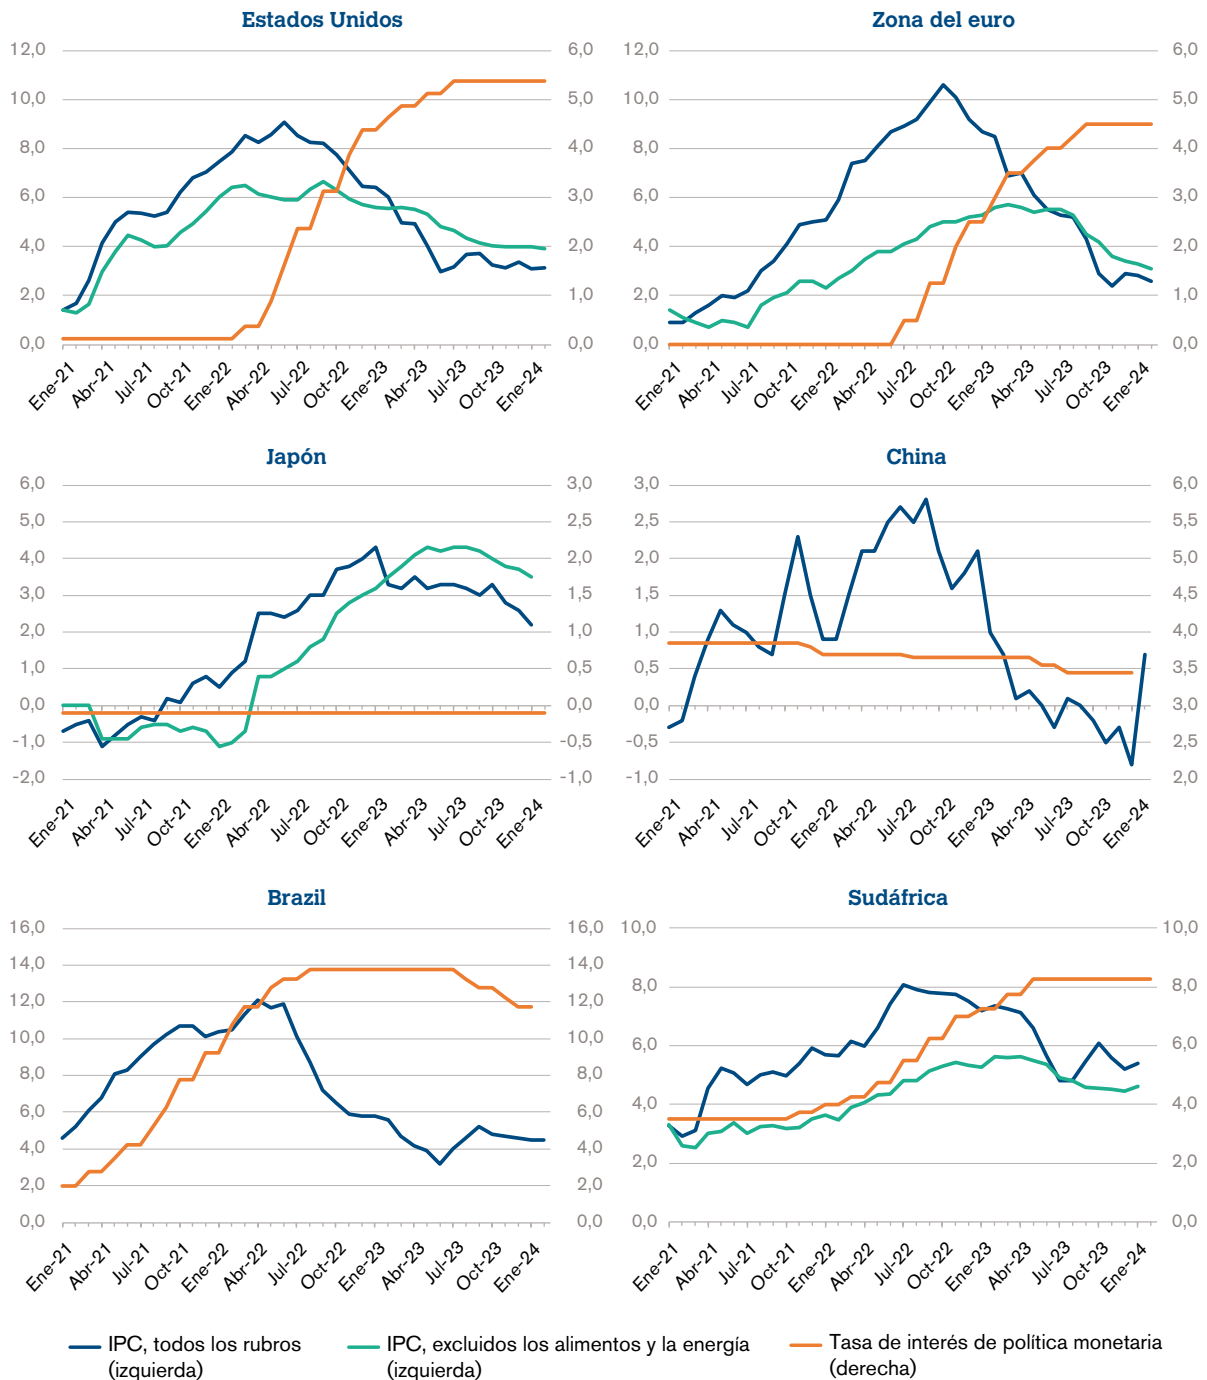 Estados Unidos
12,0
10,0
8,0
6,0
4,0
2,0
0,0
6,0
5,0
4,0
3,0
2,0
1,0
0,0
Ene-21
Abr-21
Jul-21
Oct-21
Ene-22
Abr-22
Jul-22
Oct-22
Ene-23
Abr-23
Jul-23
Oct-23
Ene-24
Zona del euro
12,0
10,0
8,0
6,0
4,0
2,0
0,0
6,0
5,0
4,0
3,0
2,0
1,0
0,0
Ene-21
Abr-21
Jul-21
Oct-21
Ene-22
Abr-22
Jul-22
Oct-22
Ene-23
Abr-23
Jul-23
Oct-23
Ene-24
Japón
6,0
5,0
4,0
3,0
2,0
1,0
0,0
-1,0
-2,0
3,0
2,5
2,0
1,5
1,0
0,5
0,0
-0,5
-1,0
Ene-21
Abr-21
Jul-21
Oct-21
Ene-22
Abr-22
Jul-22
Oct-22
Ene-23
Abr-23
Jul-23
Oct-23
Ene-24
China
3,0
2,5
2,0
1,5
1,0
0,5
0,0
-0,5
-1,0
6,0
5,5
5,0
4,5
4,0
3,5
3,0
2,5
2,0
Ene-21
Abr-21
Jul-21
Oct-21
Ene-22
Abr-22
Jul-22
Oct-22
Ene-23
Abr-23
Jul-23
Oct-23
Ene-24
Brazil
16,0
14,0
12,0
10,0
8,0
6,0
4,0
2,0
0,0
16,0
14,0
12,0
10,0
8,0
6,0
4,0
2,0
0,0
Ene-21
Abr-21
Jul-21
Oct-21
Ene-22
Abr-22
Jul-22
Oct-22
Ene-23
Abr-23
Jul-23
Oct-23
Ene-24
Sudáfrica
10,0
8,0
6,0
4,0
2,0
0,0
10,0
8,0
6,0
4,0
2,0
0,0
Ene-21
Abr-21
Jul-21
Oct-21
Ene-22
Abr-22
Jul-22
Oct-22
Ene-23
Abr-23
Jul-23
Oct-23
Ene-24
IPC, todos los rubros
(izquierda)
IPC, excluidos los alimentos y la energía
(izquierda)
Tasa de interés de política monetaria
(derecha)